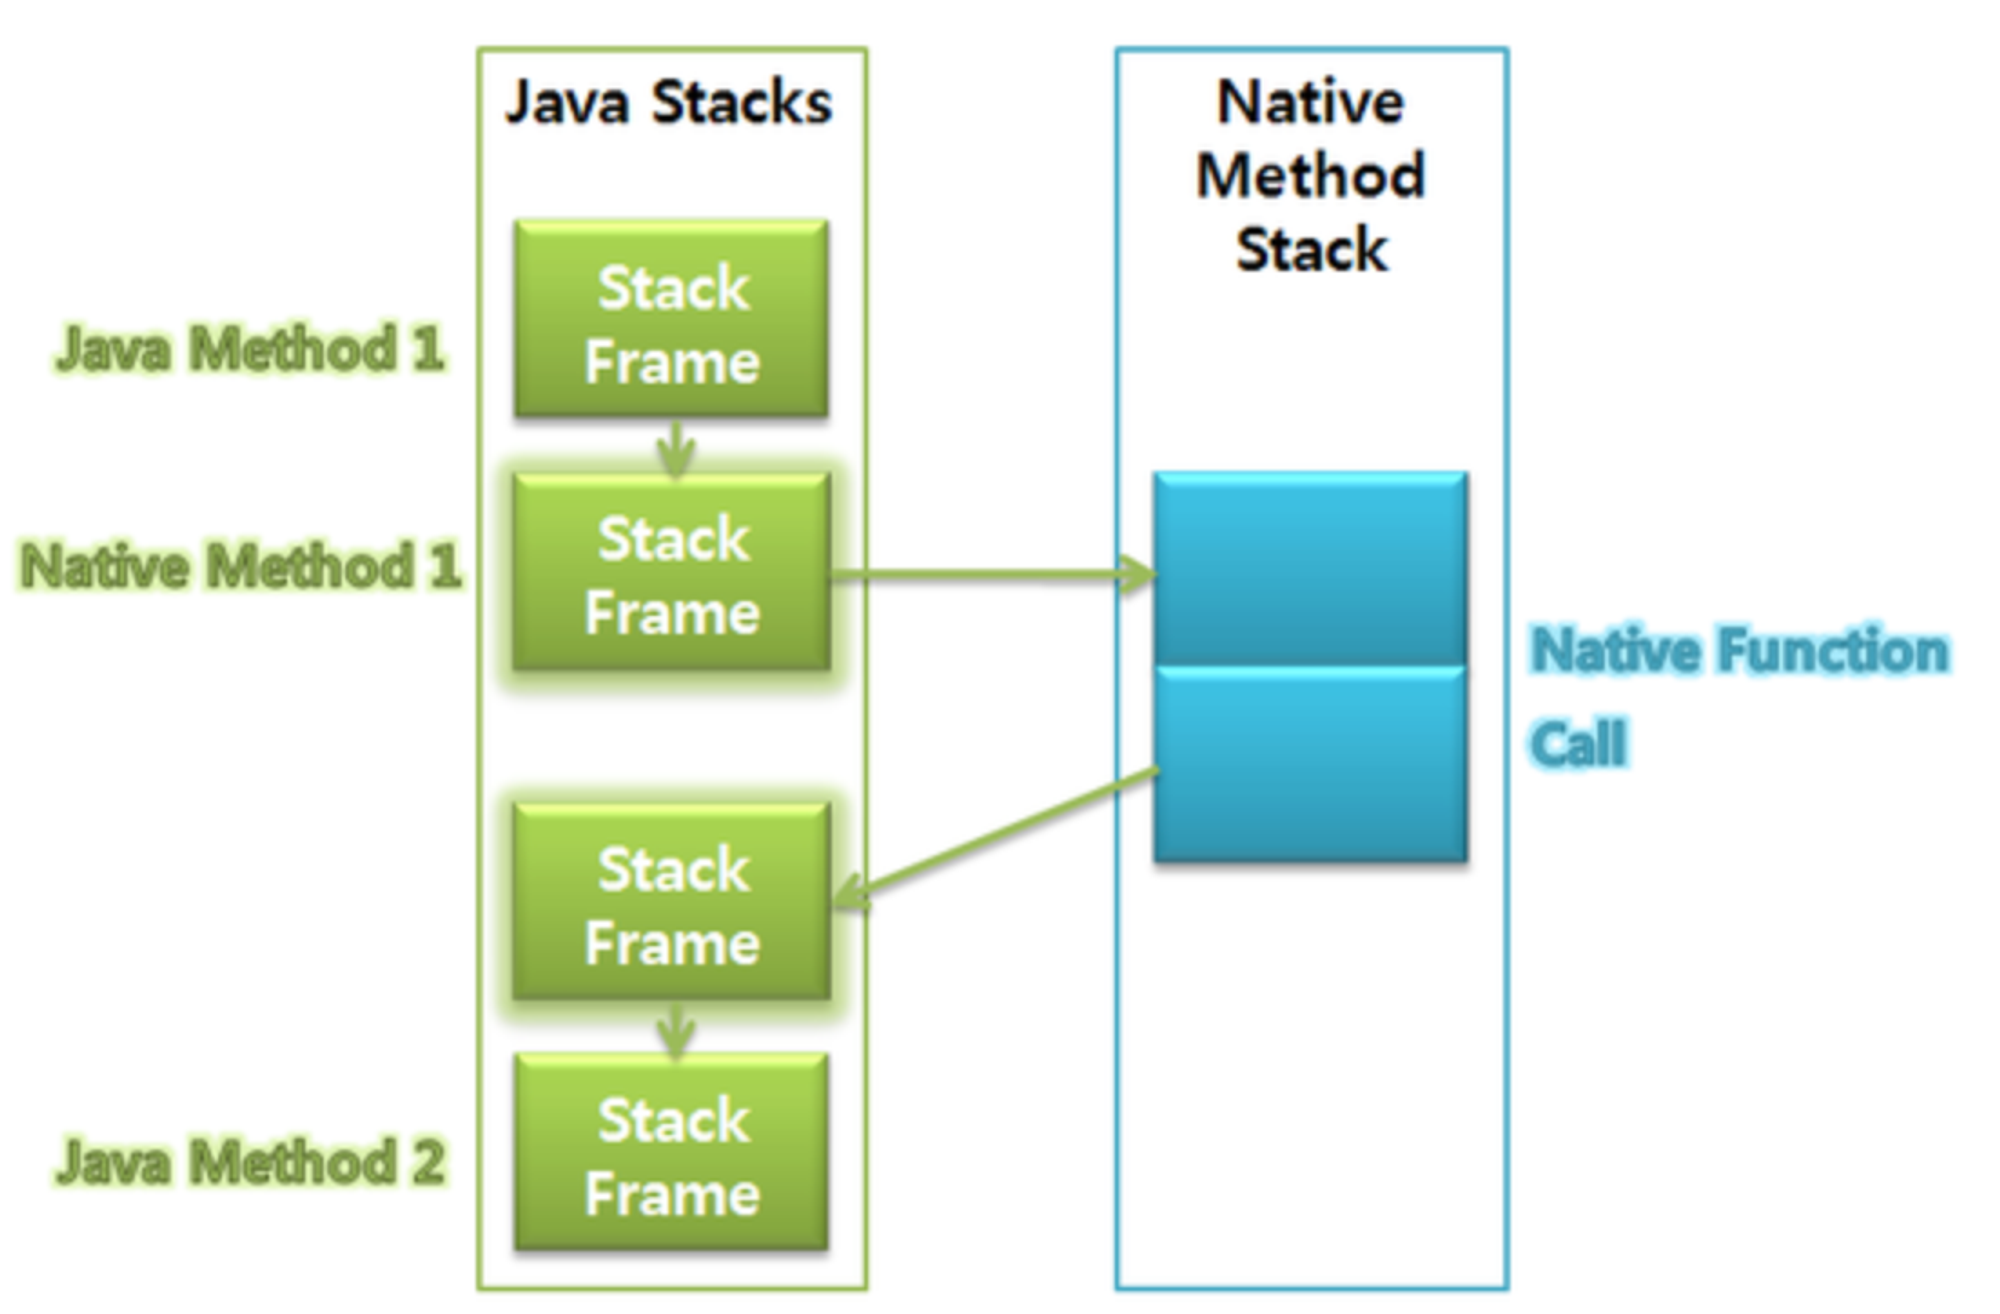 Java Stacks
Native
Method
Stack
Stack
Frame
Java Method 1
Stack
Frame
Native Method 1
Native Function
Call
Stack
Frame
Stack
Frame
Java Method 2